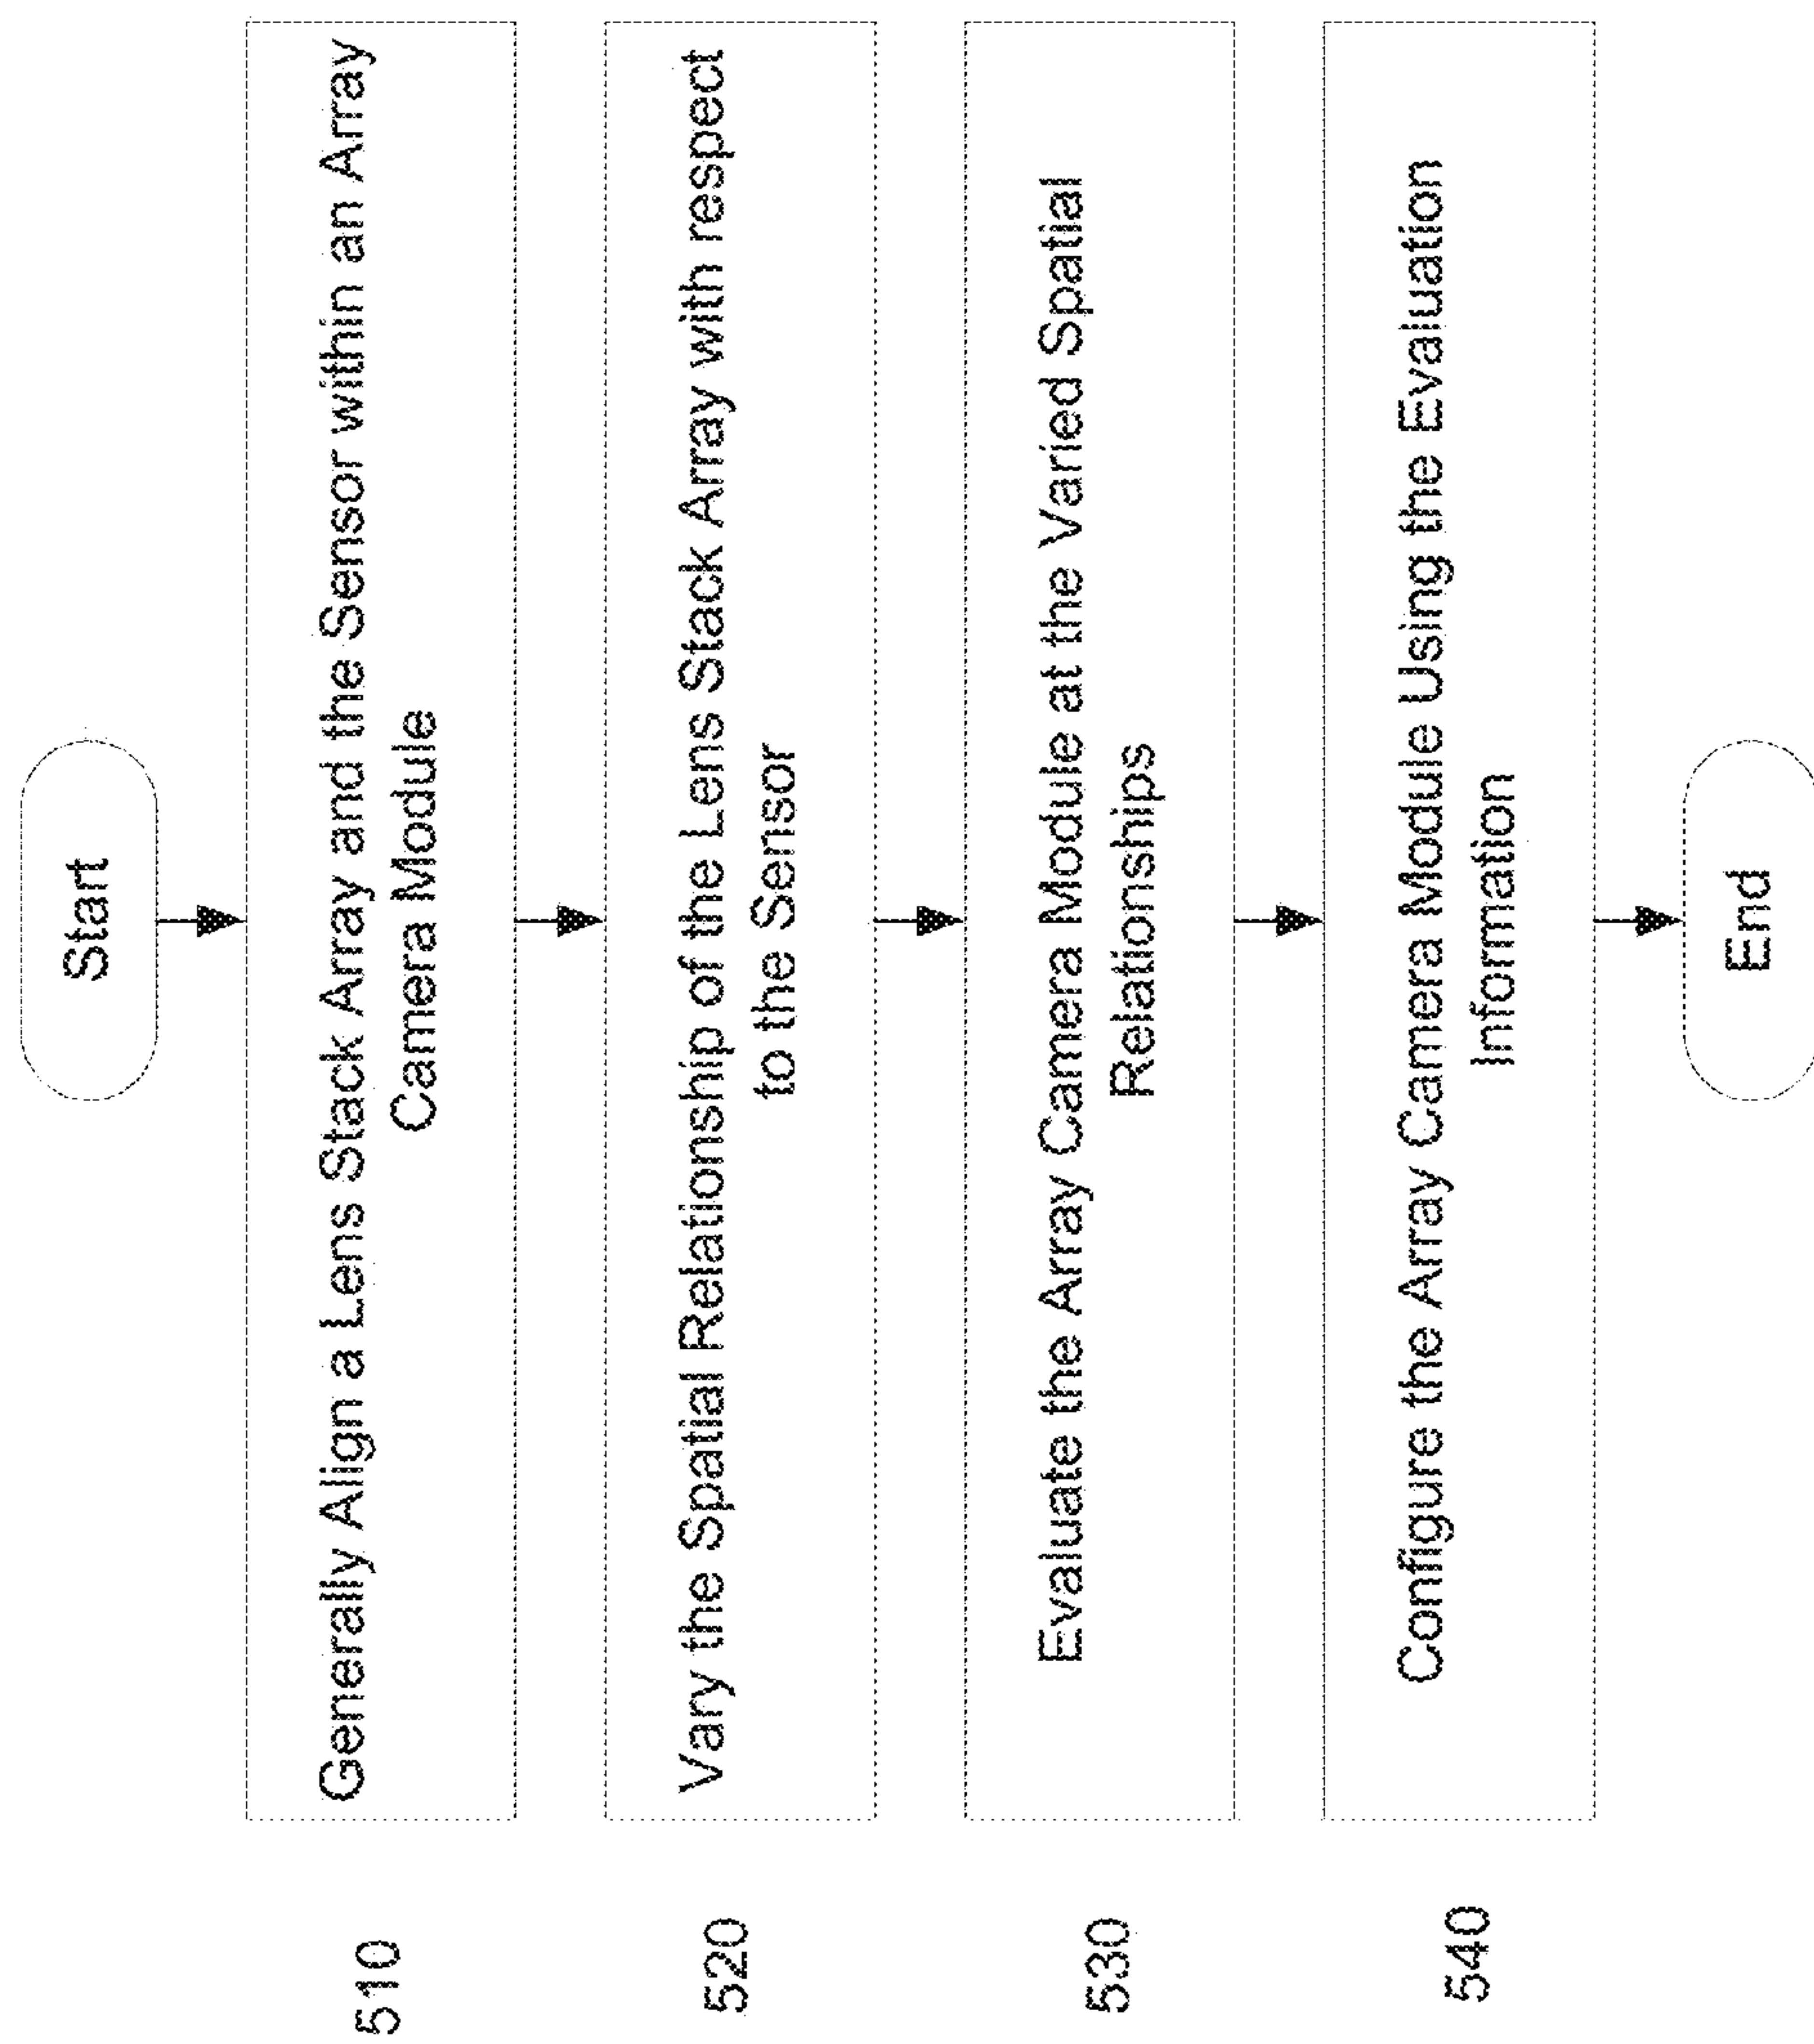 Start
510
Generally Align a Lens Stack Array and the Sensor within an Array
Camera Module
520
Vary the Spatial Relationship of the Lens Stack Array with respect
to the Sensor
530
Evaluate the Array Camera Module at the Varied Spatial
Relationships
540
Configure the Array Camera Module Using the Evaluation
Information
End